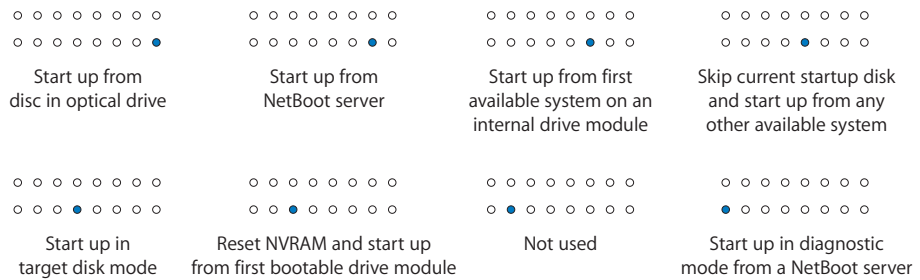 Start up from
disc in optical drive
Start up from
NetBoot server
Start up from first
available system on an
internal drive module
Skip current startup disk
and start up from any
other available system
Start up in
target disk mode
Reset NVRAM and start up
from first bootable drive module
Not used
Start up in diagnostic
mode from a NetBoot server